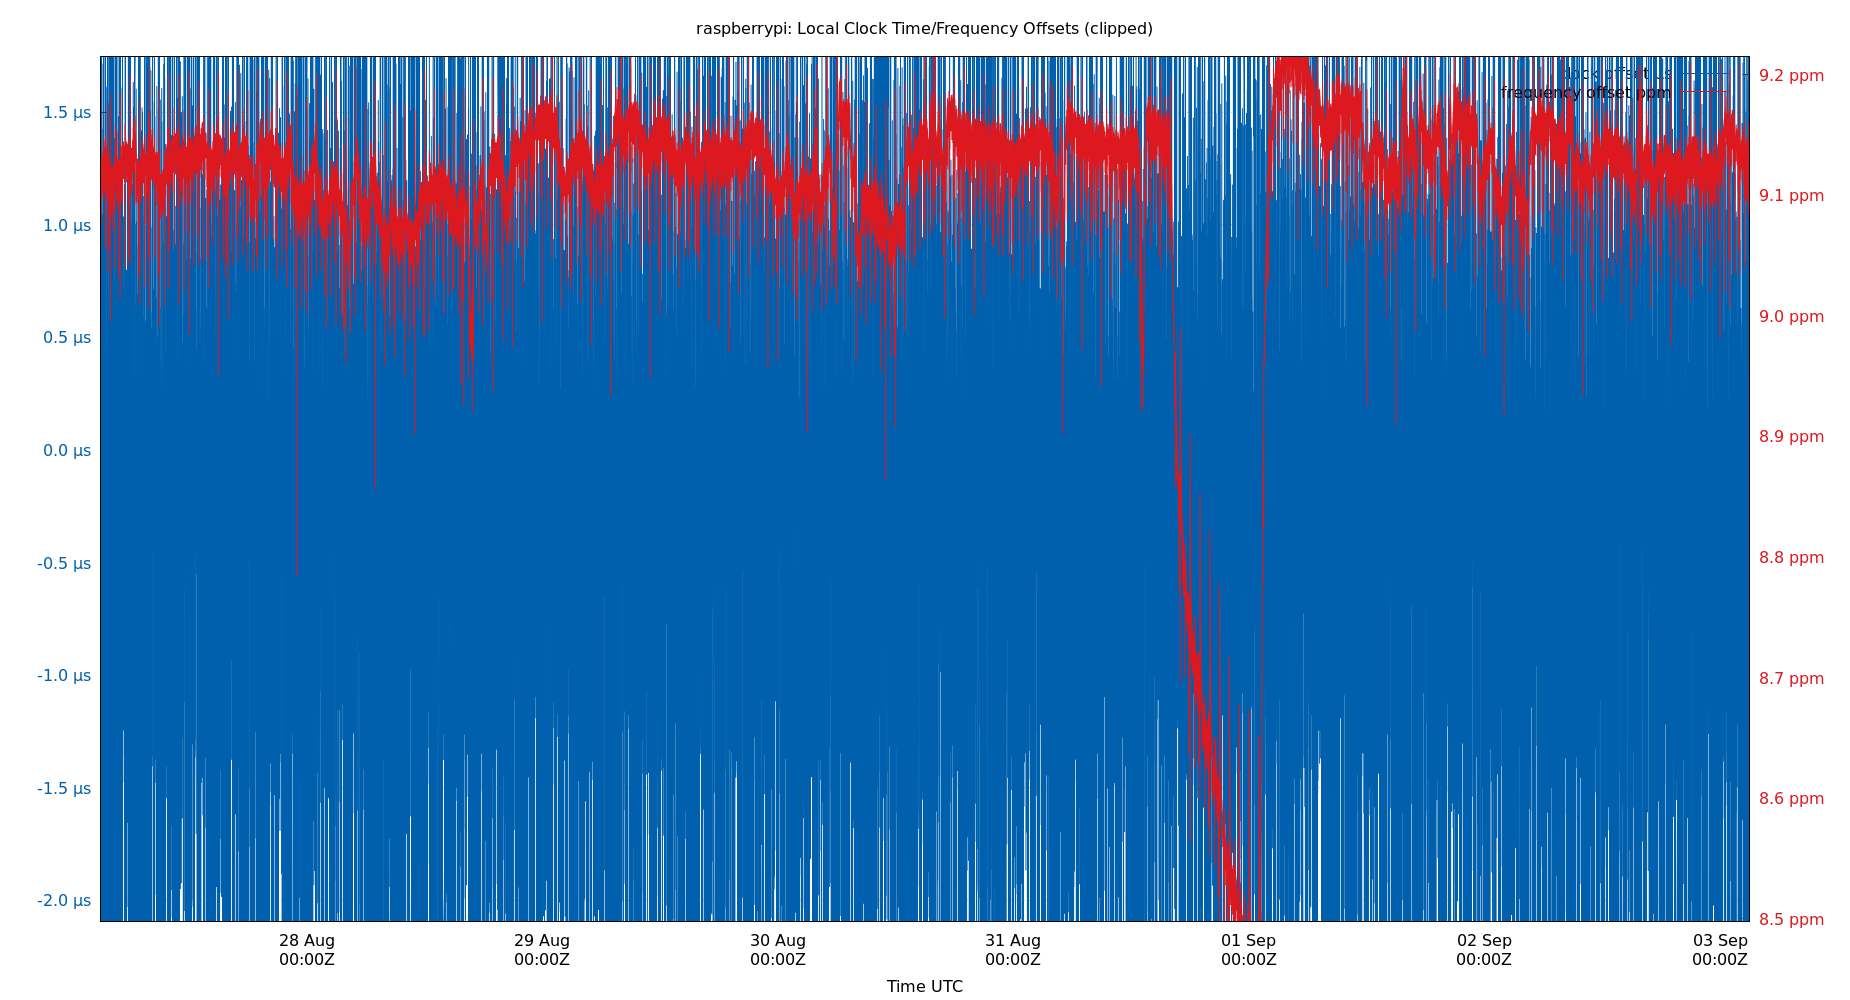 raspberrypi: Local Clock Time/Frequency Offsets (clipped)
clock offset µs
frequency offset ppm
1.5 µs
1.0 µs
0.5 µs
0.0 µs
-0.5 µs
-1.0 µs
-1.5 µs
-2.0 µs
9.2 ppm
9.1 ppm
9.0 ppm
8.9 ppm
8.8 ppm
8.7 ppm
8.6 ppm
8.5 ppm
28 Aug
00:00Z
29 Aug
00:00Z
30 Aug
00:00Z
31 Aug
00:00Z
01 Sep
00:00Z
02 Sep
00:00Z
03 Sep
00:00Z
Time UTC